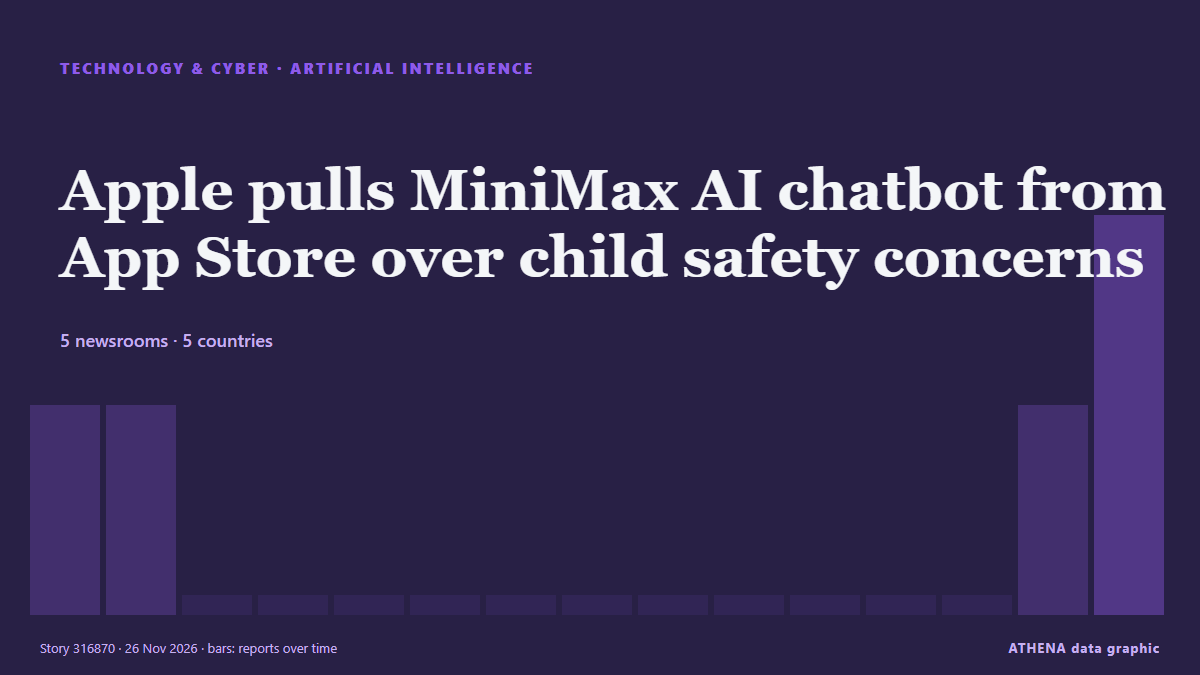 TECHNOLOGY & CYBER · ARTIFICIAL INTELLIGENCE
Apple pulls MiniMax AI chatbot from
App Store over child safety concerns
5 newsrooms · 5 countries
Story 316870 · 26 Nov 2026 · bars: reports over time
ATHENA data graphic